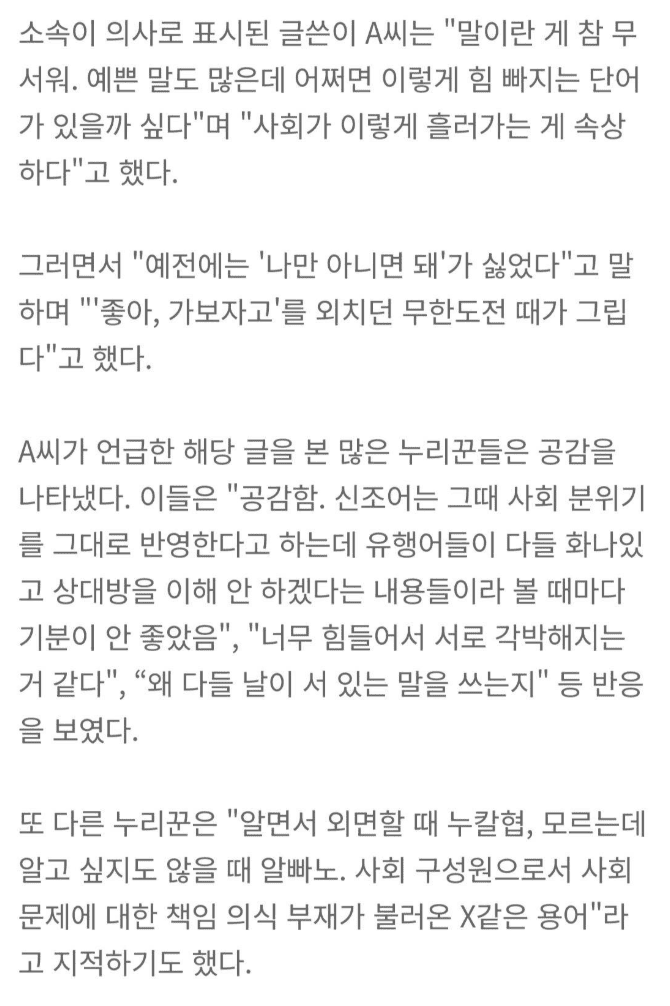 소속이 의사로 표시된 글쓴이 A씨는 "말이란 게 참 무
서워. 예쁜 말도 많은데 어쩌면 이렇게 힘 빠지는 단어
가 있을까 싶다"며 "사회가 이렇게 흘러가는 게 속상
하다"고 했다.
그러면서 "예전에는 '나만 아니면 돼'가 싫었다"고 말
하며 "'좋아, 가보자고'를 외치던 무한도전 때가 그립
다"고 했다.
A씨가 언급한 해당 글을 본 많은 누리꾼들은 공감을
나타냈다. 이들은 "공감함. 신조어는 그때 사회 분위기
를 그대로 반영한다고 하는데 유행어들이 다들 화나있
고 상대방을 이해 안 하겠다는 내용들이라 볼 때마다
기분이 안 좋았음", "너무 힘들어서 서로 각박해지는
거 같다", “왜 다들 날이 서 있는 말을 쓰는지" 등 반응
을 보였다.
또 다른 누리꾼은 "알면서 외면할 때 누칼협, 모르는데
알고 싶지도 않을 때 알빠노. 사회 구성원으로서 사회
문제에 대한 책임 의식 부재가 불러온 X같은 용어"라
고 지적하기도 했다.